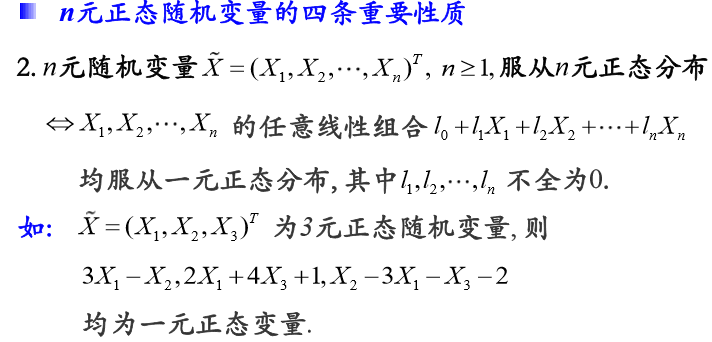 n元正态随机变量的四条重要性质
2. n元随机变量 X̃ = (X₁, X₂, ⋯, Xₙ)ᵀ, n ≥ 1, 服从n元正态分布
⇔ X₁, X₂, ⋯, Xₙ 的任意线性组合 l₀ + l₁X₁ + l₂X₂ + ⋯ + lₙXₙ
均服从一元正态分布, 其中 l₁, l₂, ⋯, lₙ 不全为0.
如: X̃ = (X₁, X₂, X₃)ᵀ 为3元正态随机变量, 则
3X₁ − X₂, 2X₁ + 4X₃ + 1, X₂ − 3X₁ − X₃ − 2
均为一元正态变量.